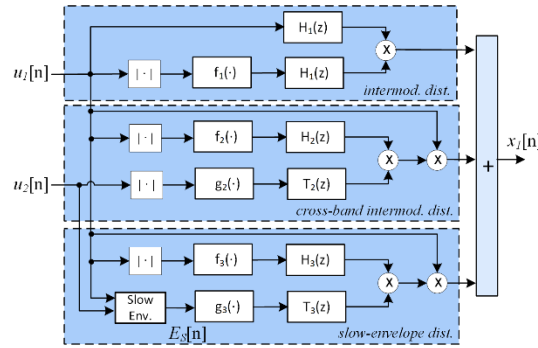 H₁(z)
X
u₁[n]
|·|
f₁(·)
H₁(z)
intermod. dist.
|·|
f₂(·)
H₂(z)
X
X
x₁[n]
+
u₂[n]
|·|
g₂(·)
T₂(z)
cross-band intermod. dist.
|·|
f₃(·)
H₃(z)
X
X
Slow
Env.
g₃(·)
T₃(z)
E_S[n]
slow-envelope dist.